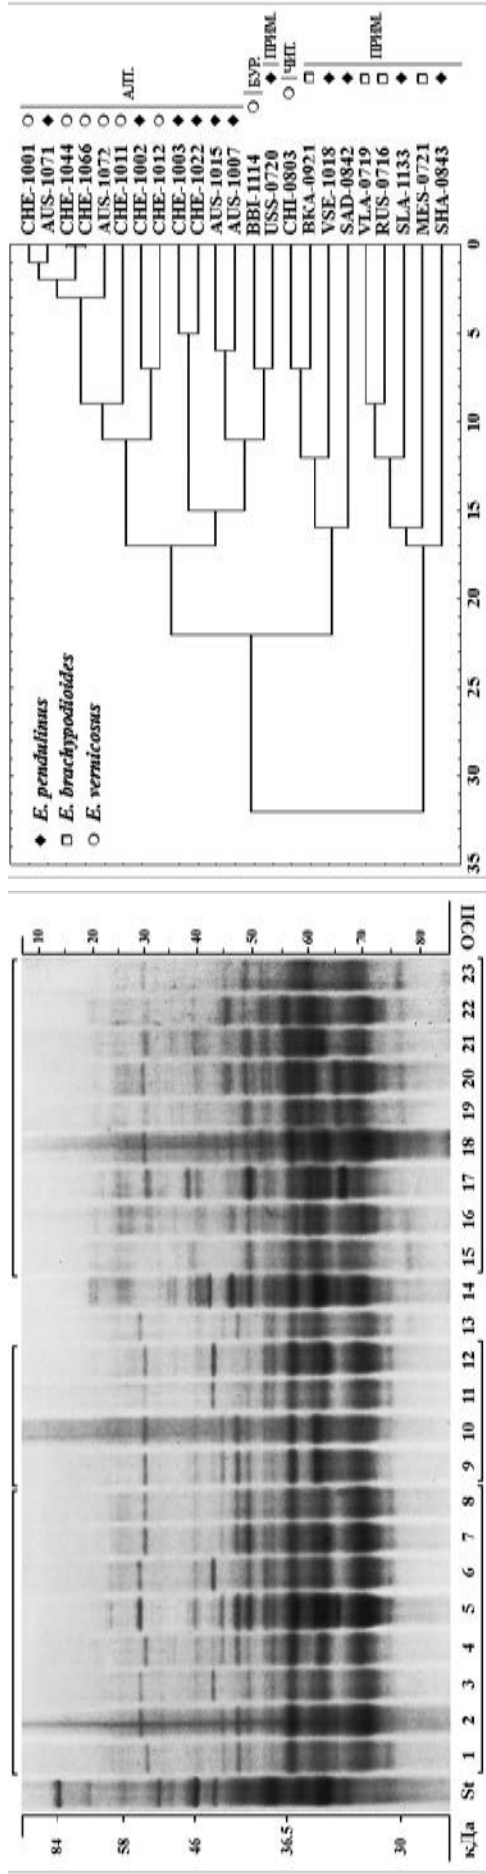 E. pendulinus
E. brachypodioides
E. vernicosus
CHE-1001
AUS-1071
CHE-1044
CHE-1066
AUS-1072
CHE-1011
CHE-1002
CHE-1012
CHE-1003
CHE-1022
AUS-1015
AUS-1007
BBI-1114
USS-0720
CHI-0803
BKA-0921
VSE-1018
SAD-0842
VLA-0719
RUS-0716
SLA-1133
MES-0721
SHA-0843
АЛТ.
БУР.
ПРИМ.
ЧИТ.
ПРИМ.
35 30 25 20 15 10 5 0
к,Да
84
58
46
36.5
30
St 1 2 3 4 5 6 7 8 9 10 11 12 13 14 15 16 17 18 19 20 21 22 23
10
20
30
40
50
60
70
80
ПСО